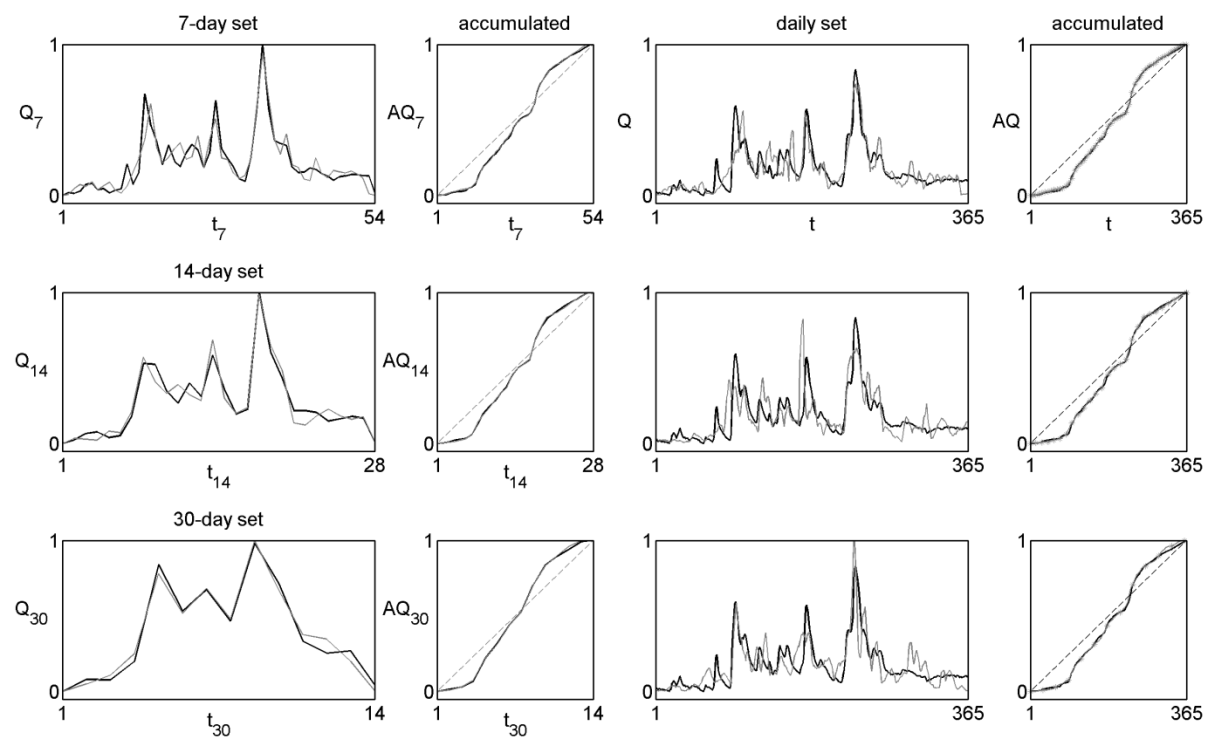 7-day set accumulated daily set accumulated
1 1 1 1
Q7 AQ7 Q AQ
0 0 0 0
1 54 1 54 1 365 1 365
t7 t7 t t
14-day set
1 1 1 1
Q14 AQ14
0 0 0 0
1 28 1 28 1 365 1 365
t14 t14
30-day set
1 1 1 1
Q30 AQ30
0 0 0 0
1 14 1 14 1 365 1 365
t30 t30